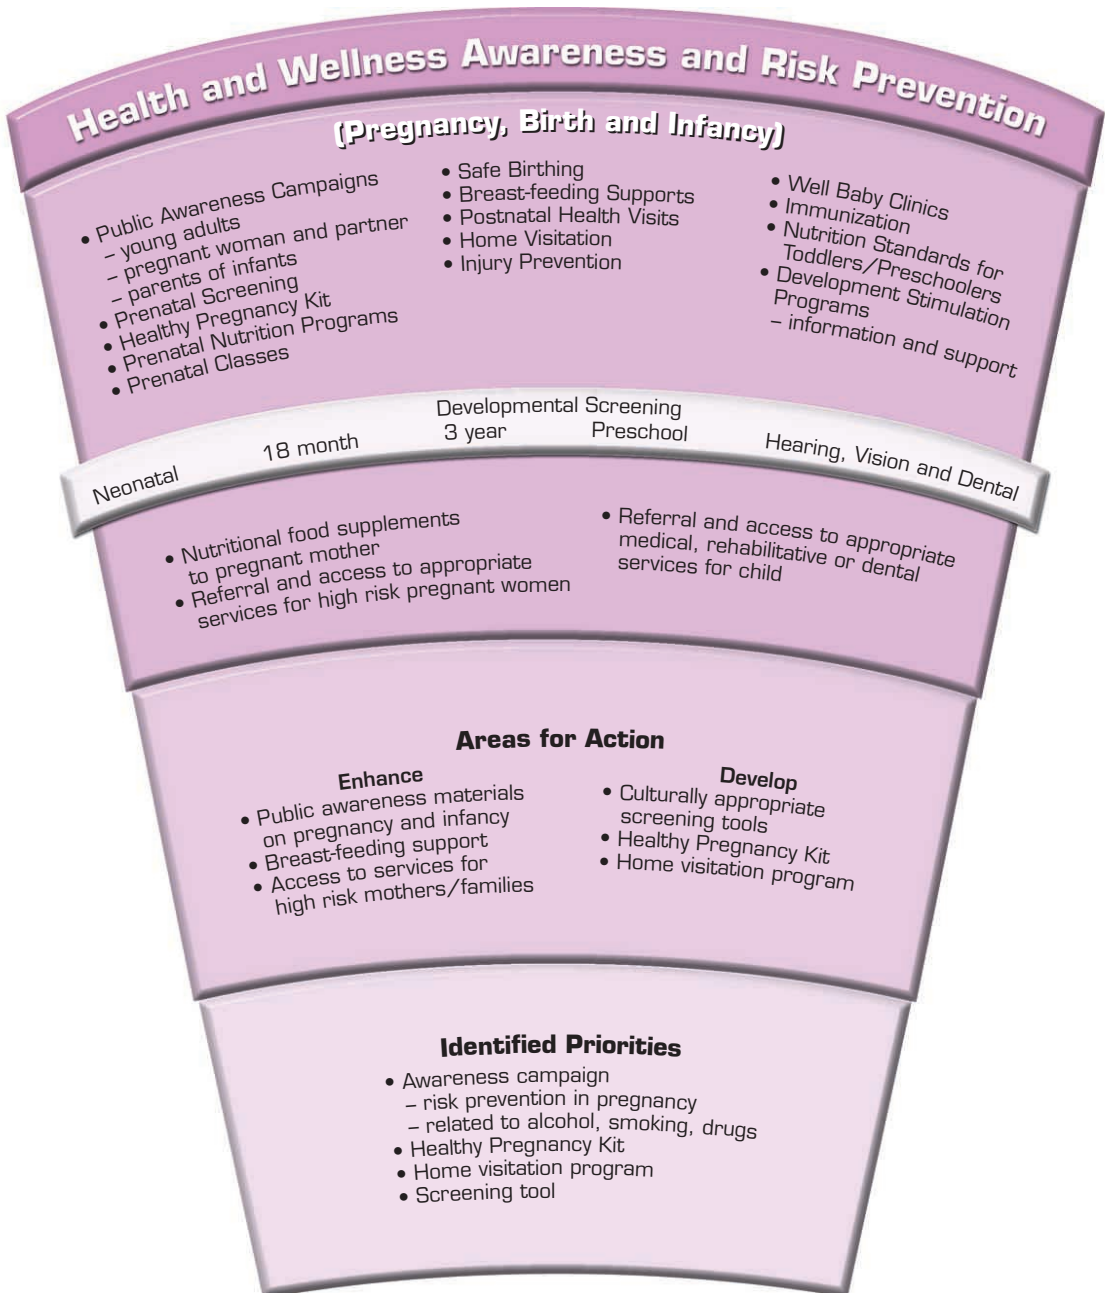 Health and Wellness Awareness and Risk Prevention
(Pregnancy, Birth and Infancy)
• Public Awareness Campaigns
– young adults
– pregnant woman and partner
– parents of infants
• Prenatal Screening
• Healthy Pregnancy Kit
• Prenatal Nutrition Programs
• Prenatal Classes
• Safe Birthing
• Breast-feeding Supports
• Postnatal Health Visits
• Home Visitation
• Injury Prevention
• Well Baby Clinics
• Immunization
• Nutrition Standards for
Toddlers/Preschoolers
• Development Stimulation
Programs
– information and support
Developmental Screening
Neonatal 18 month 3 year Preschool Hearing, Vision and Dental
• Nutritional food supplements
to pregnant mother
• Referral and access to appropriate
services for high risk pregnant women
• Referral and access to appropriate
medical, rehabilitative or dental
services for child
Areas for Action
Enhance
• Public awareness materials
on pregnancy and infancy
• Breast-feeding support
• Access to services for
high risk mothers/families
Develop
• Culturally appropriate
screening tools
• Healthy Pregnancy Kit
• Home visitation program
Identified Priorities
• Awareness campaign
– risk prevention in pregnancy
– related to alcohol, smoking, drugs
• Healthy Pregnancy Kit
• Home visitation program
• Screening tool